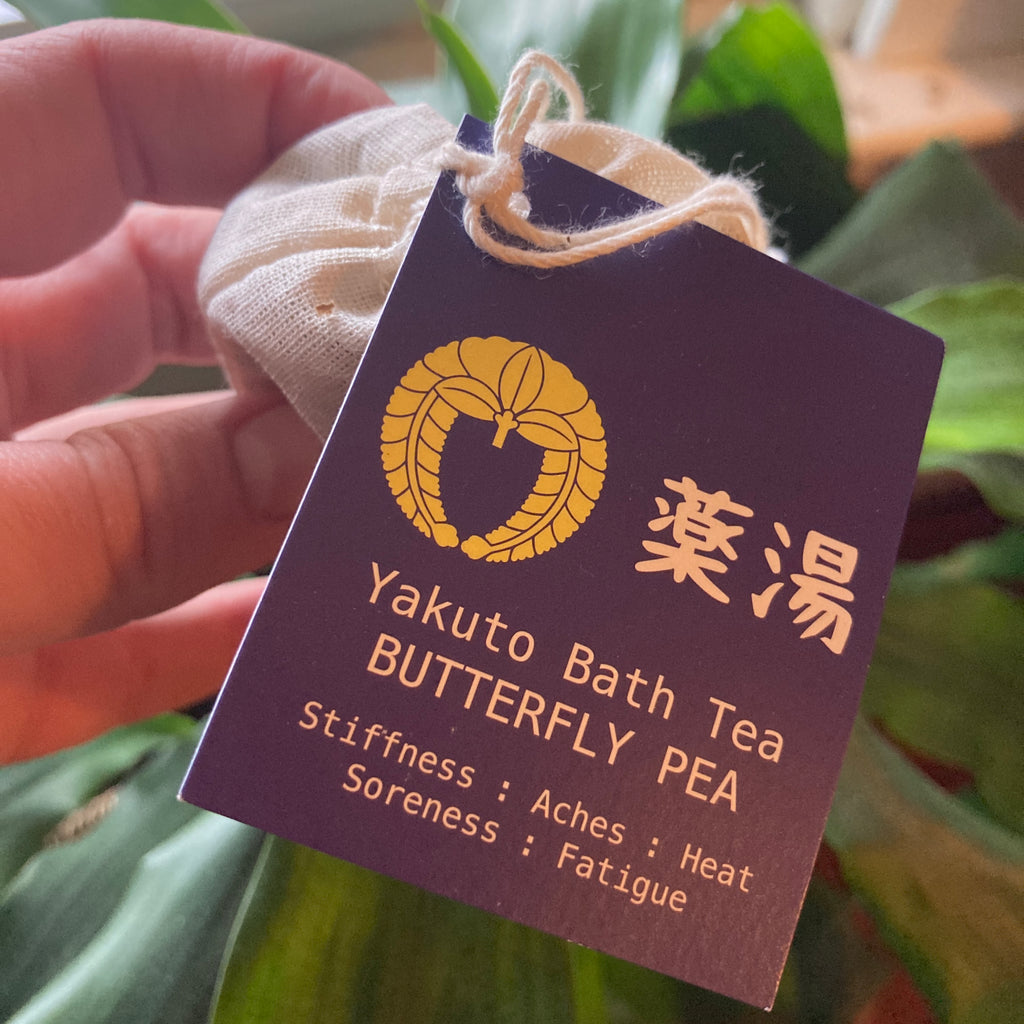 薬湯
Yakuto Bath Tea
BUTTERFLY PEA
Stiffness : Aches : Heat
Soreness : Fatigue